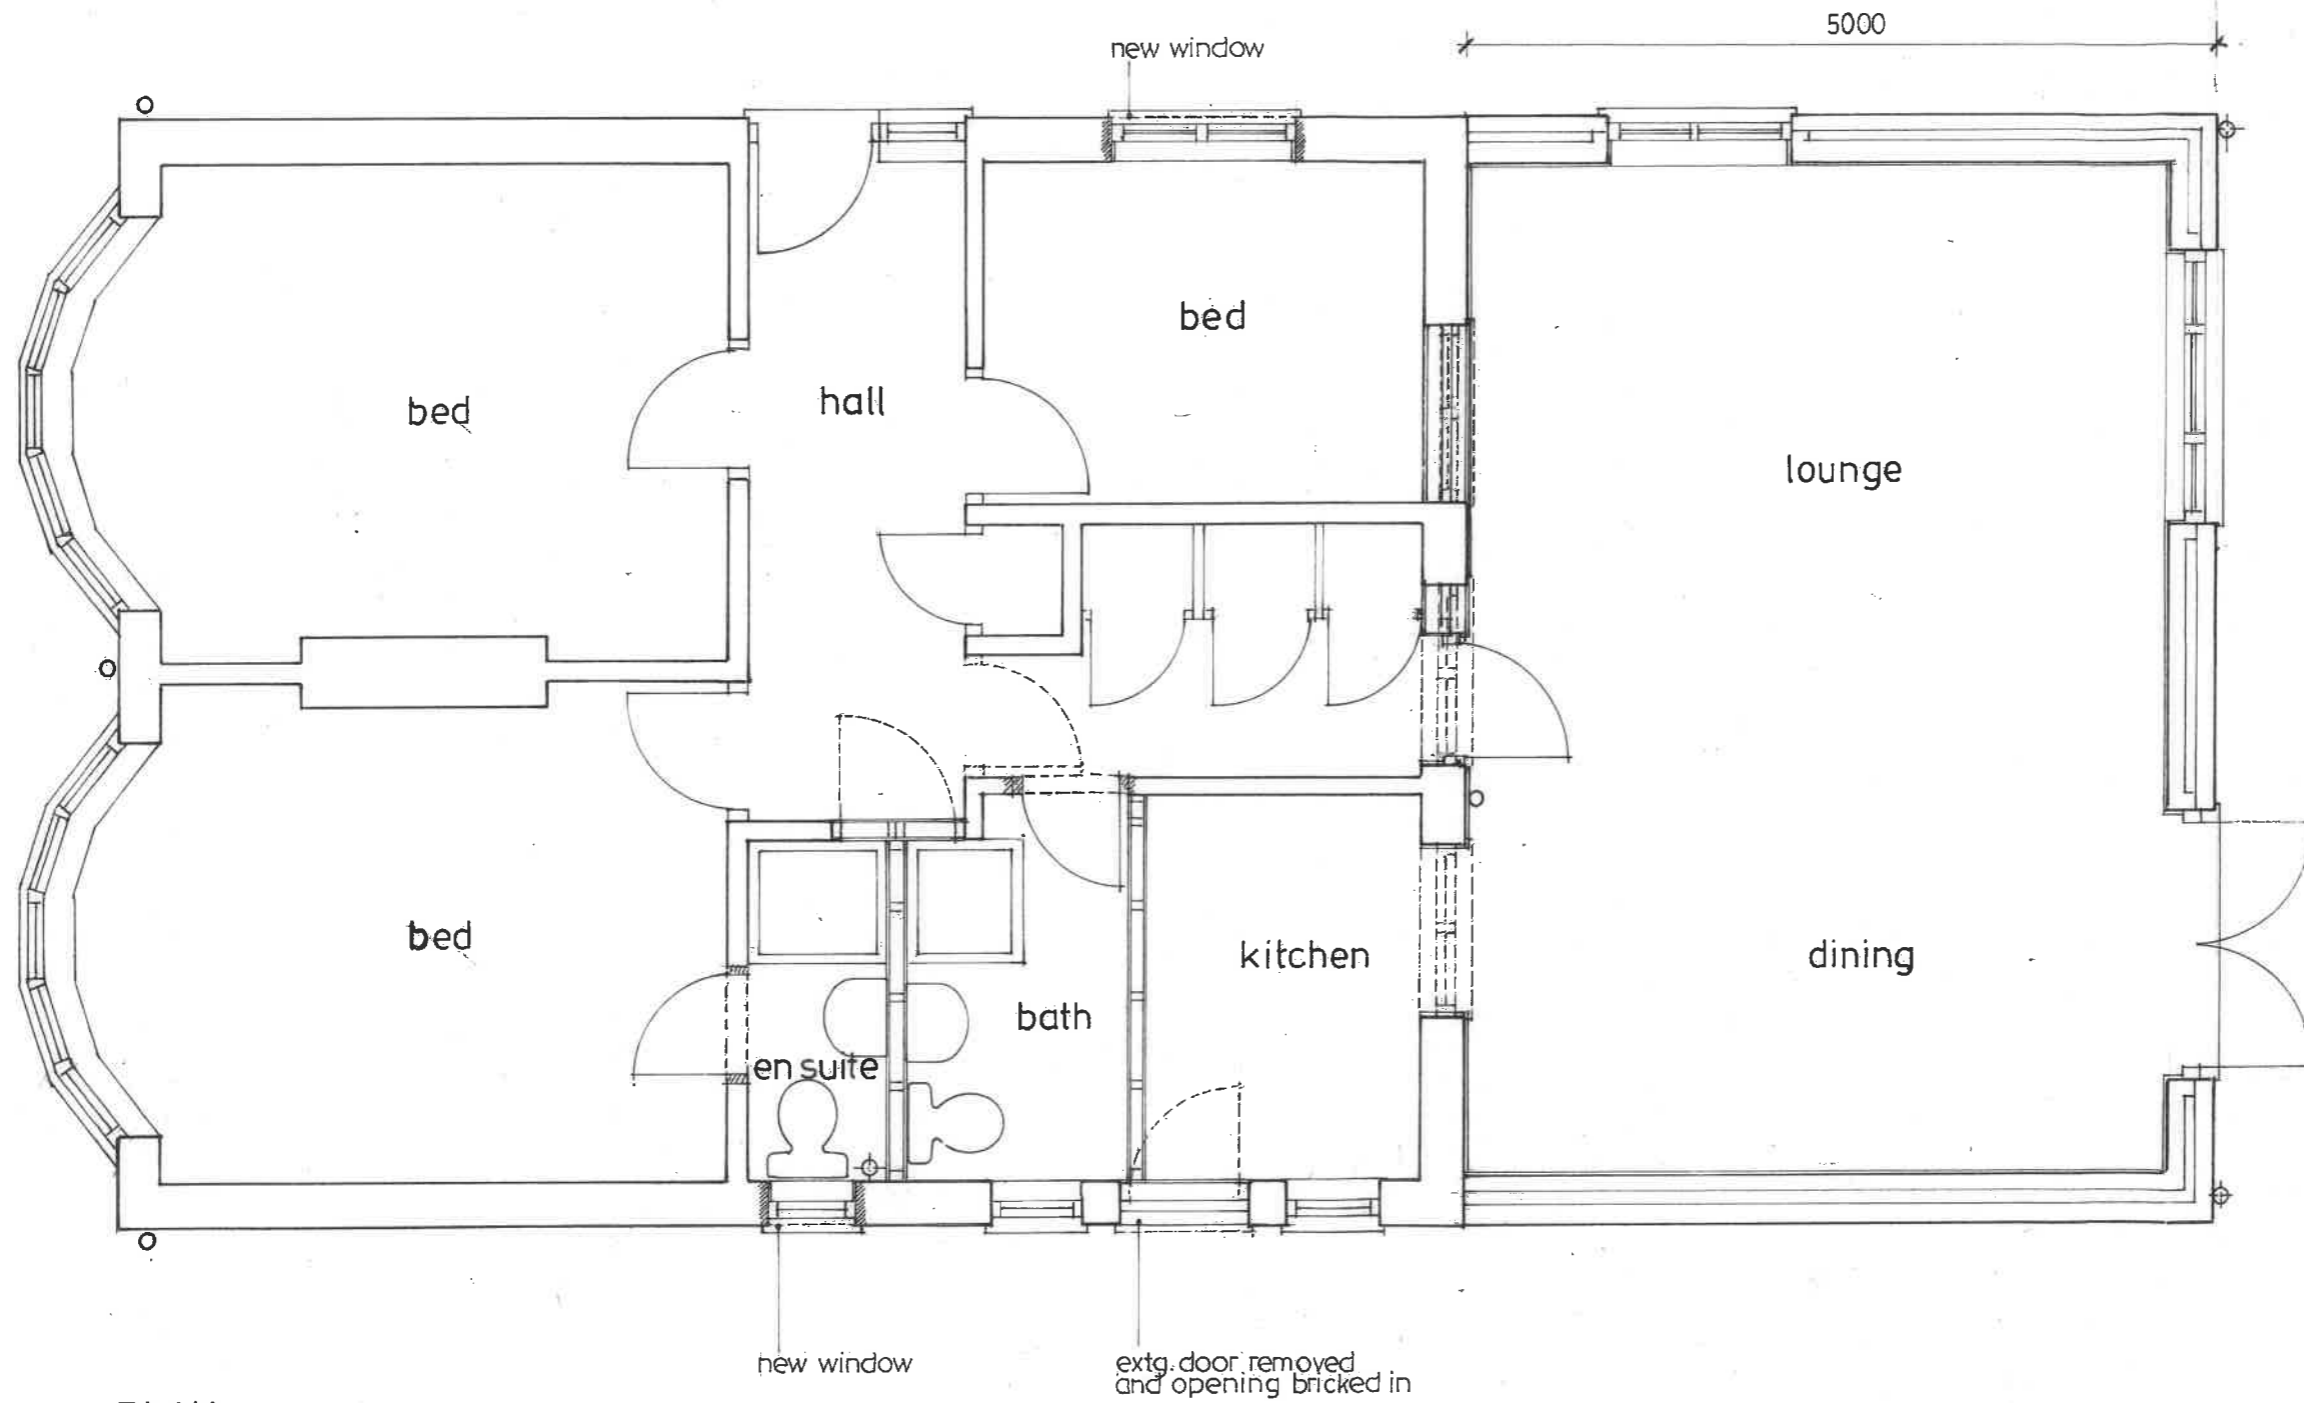 5000
new window
bed
hall
bed
lounge
bed
kitchen
dining
bath
en suite
new window
extg. door removed
and opening bricked in